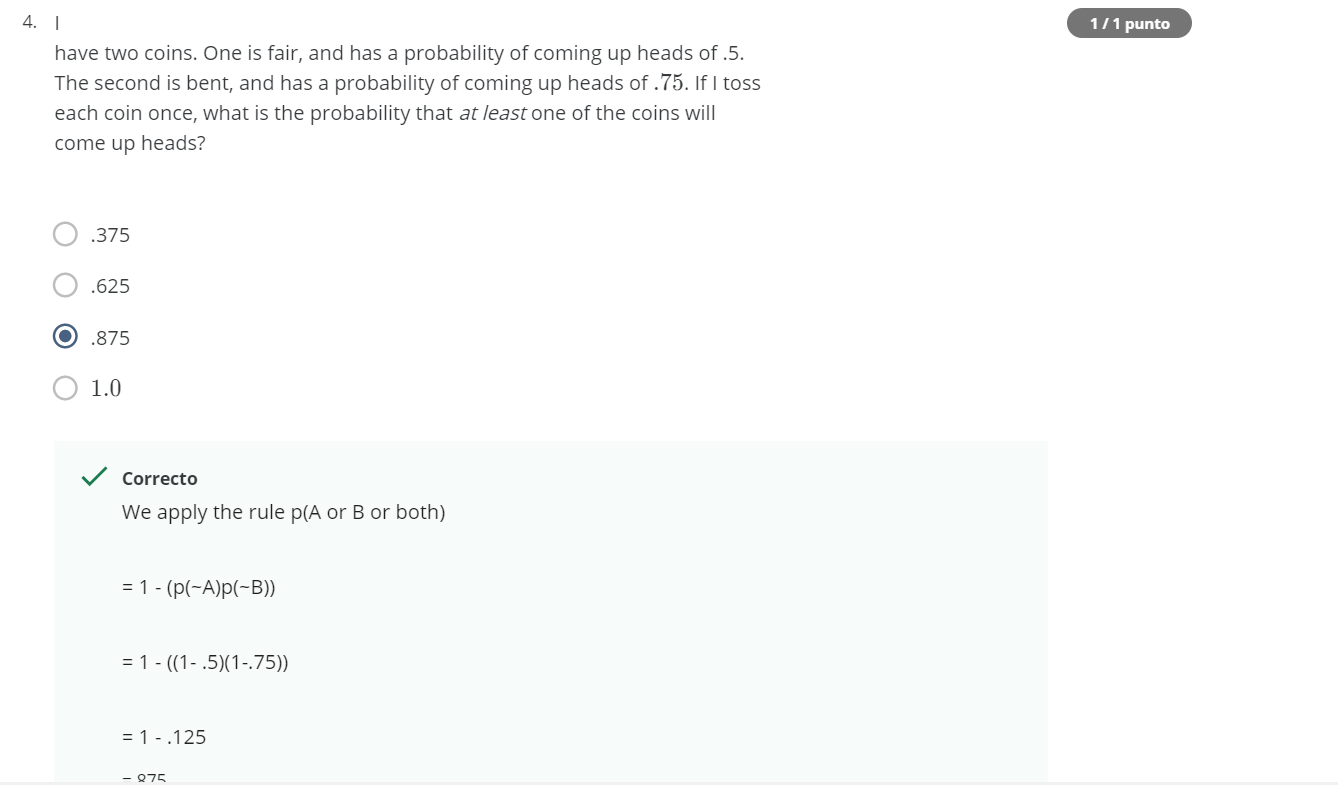 4. I
1 / 1 punto
have two coins. One is fair, and has a probability of coming up heads of .5.
The second is bent, and has a probability of coming up heads of .75. If I toss
each coin once, what is the probability that at least one of the coins will
come up heads?
.375
.625
.875
1.0
Correcto
We apply the rule p(A or B or both)
= 1 - (p(~A)p(~B))
= 1 - ((1- .5)(1-.75))
= 1 - .125
= 875